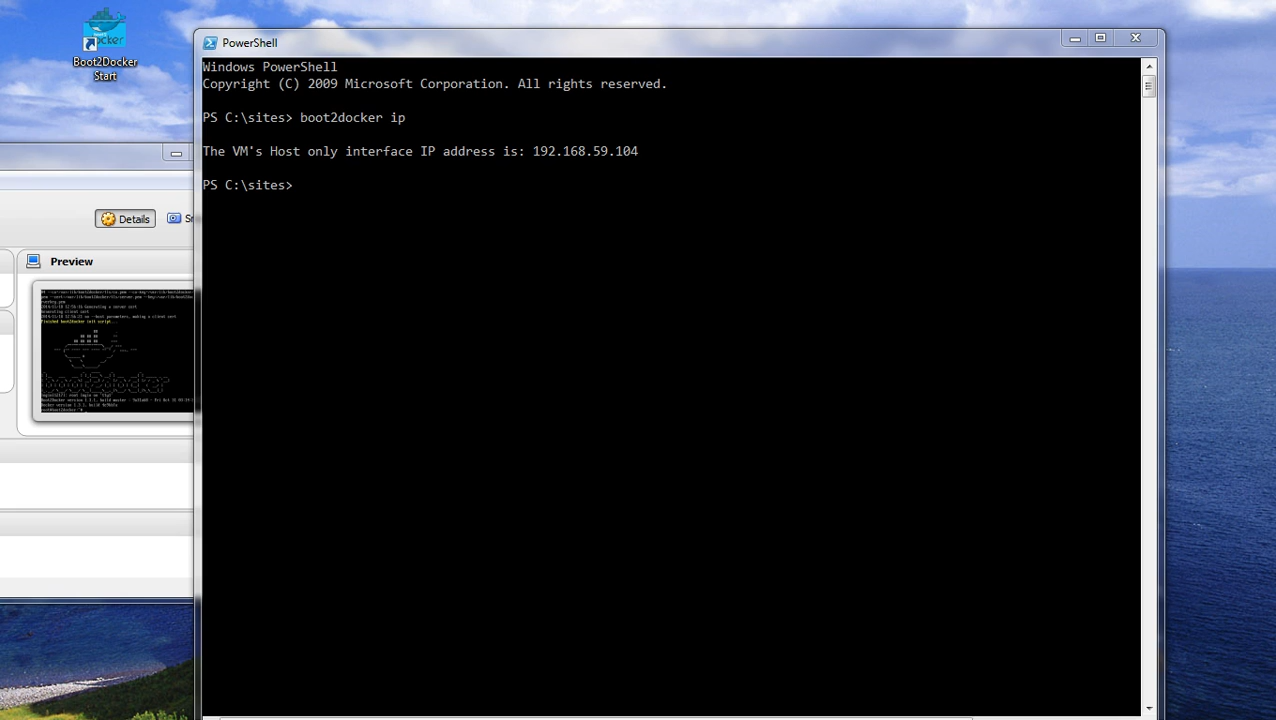 Boot2Docker
Start
PowerShell
Windows PowerShell
Copyright (C) 2009 Microsoft Corporation. All rights reserved.
PS C:\sites> boot2docker ip
The VM's Host only interface IP address is: 192.168.59.104
PS C:\sites>
Details
Preview